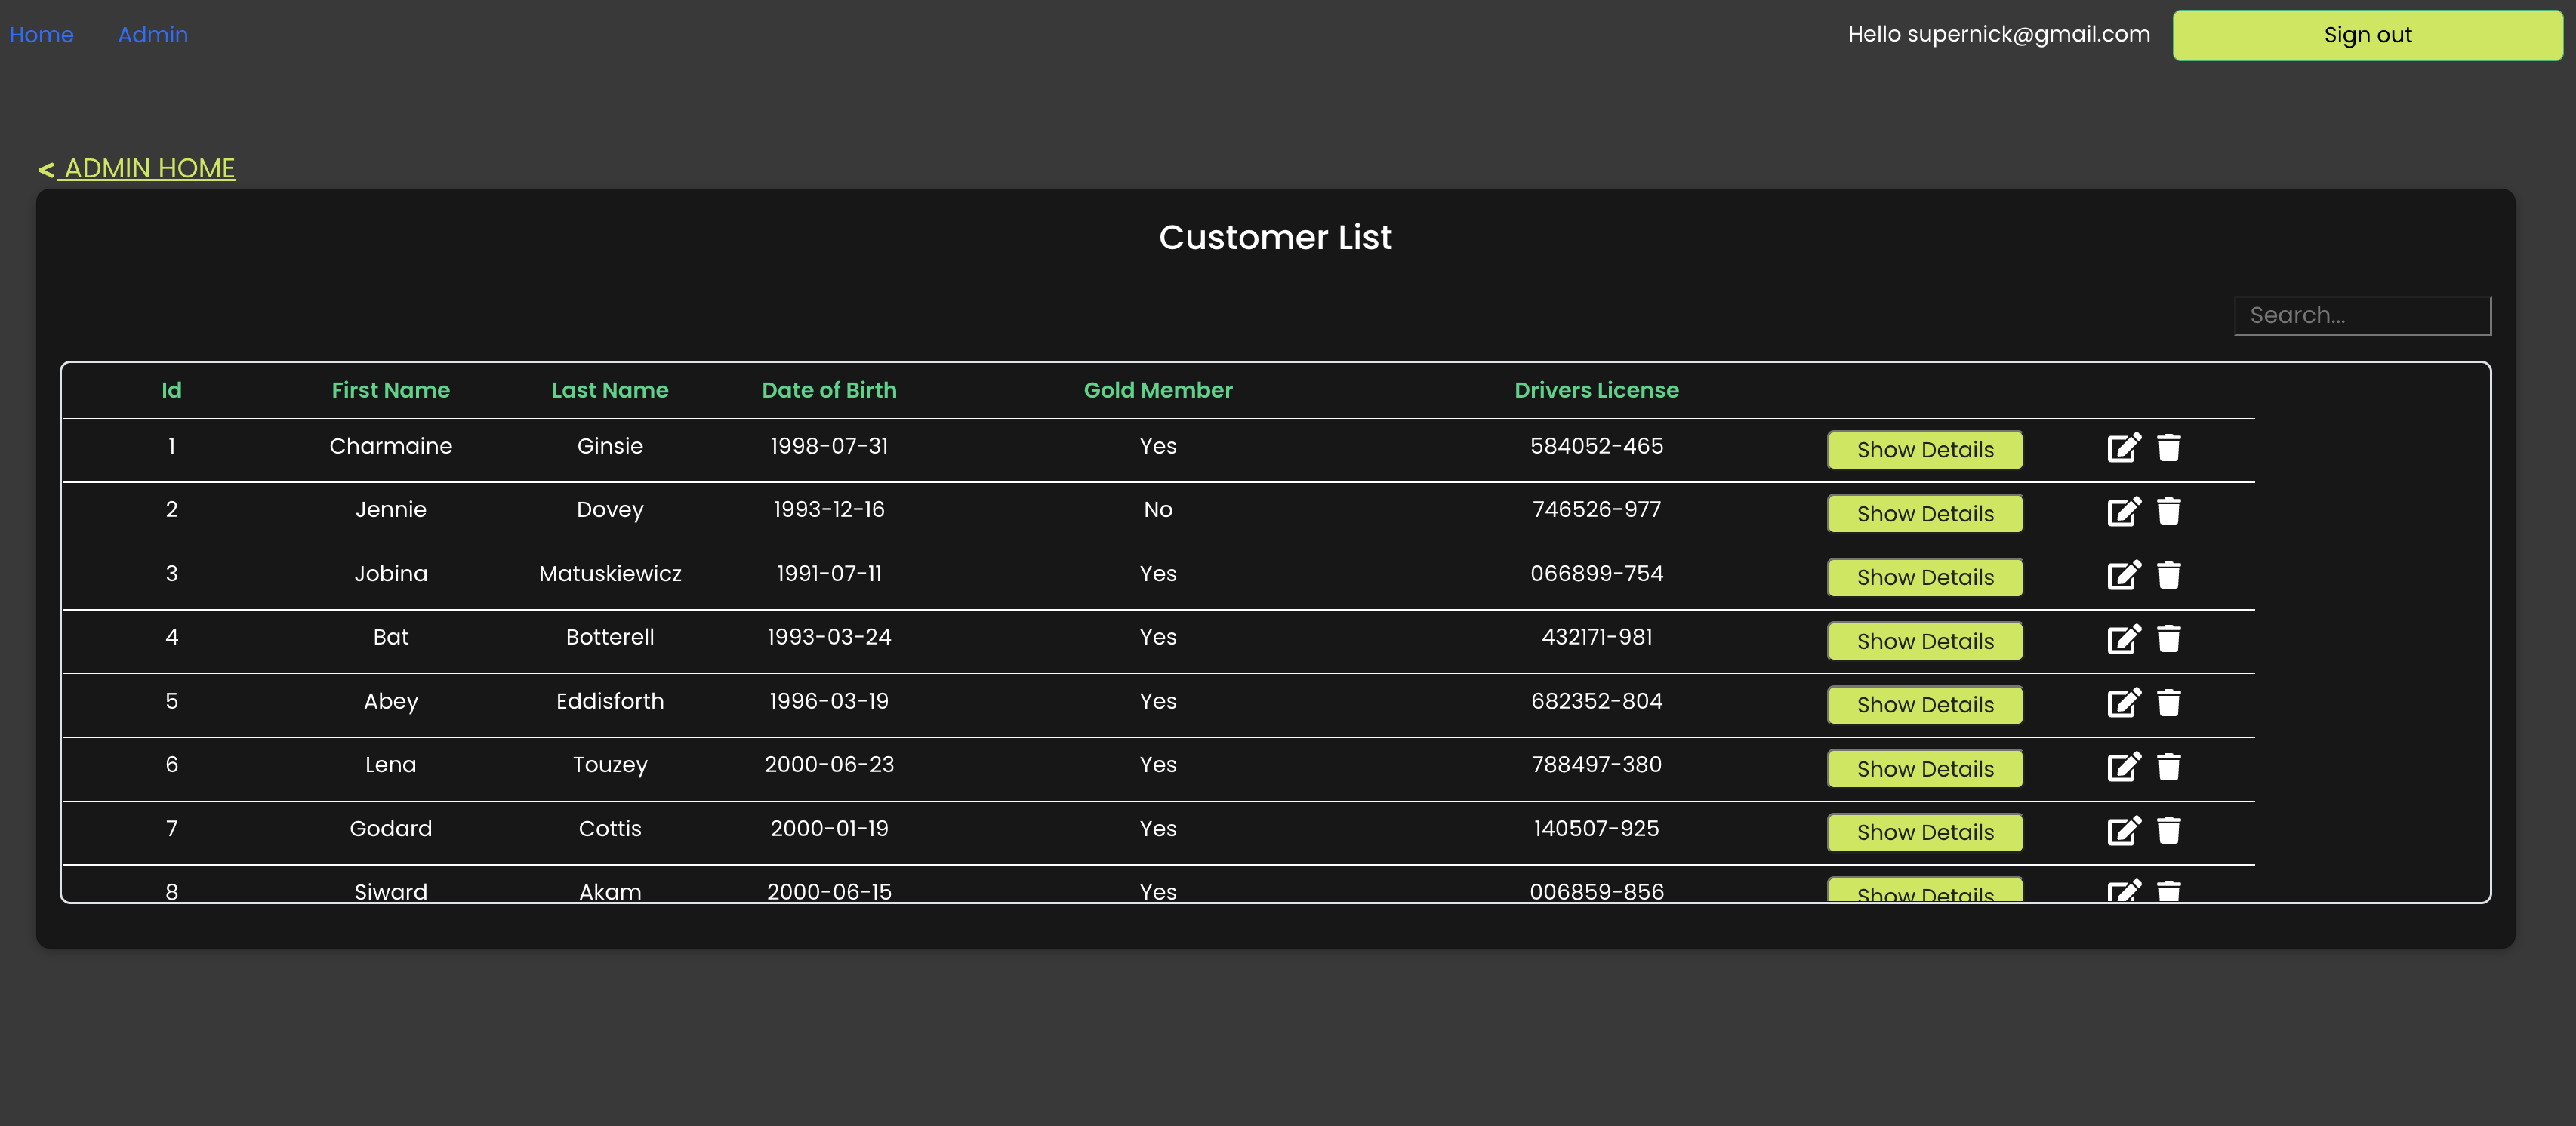 Home Admin Hello supernick@gmail.com Sign out
< ADMIN HOME
Customer List
Search...
Id First Name Last Name Date of Birth Gold Member Drivers License
1 Charmaine Ginsie 1998-07-31 Yes 584052-465 Show Details
2 Jennie Dovey 1993-12-16 No 746526-977 Show Details
3 Jobina Matuskiewicz 1991-07-11 Yes 066899-754 Show Details
4 Bat Botterell 1993-03-24 Yes 432171-981 Show Details
5 Abey Eddisforth 1996-03-19 Yes 682352-804 Show Details
6 Lena Touzey 2000-06-23 Yes 788497-380 Show Details
7 Godard Cottis 2000-01-19 Yes 140507-925 Show Details
8 Siward Akam 2000-06-15 Yes 006859-856 Show Details